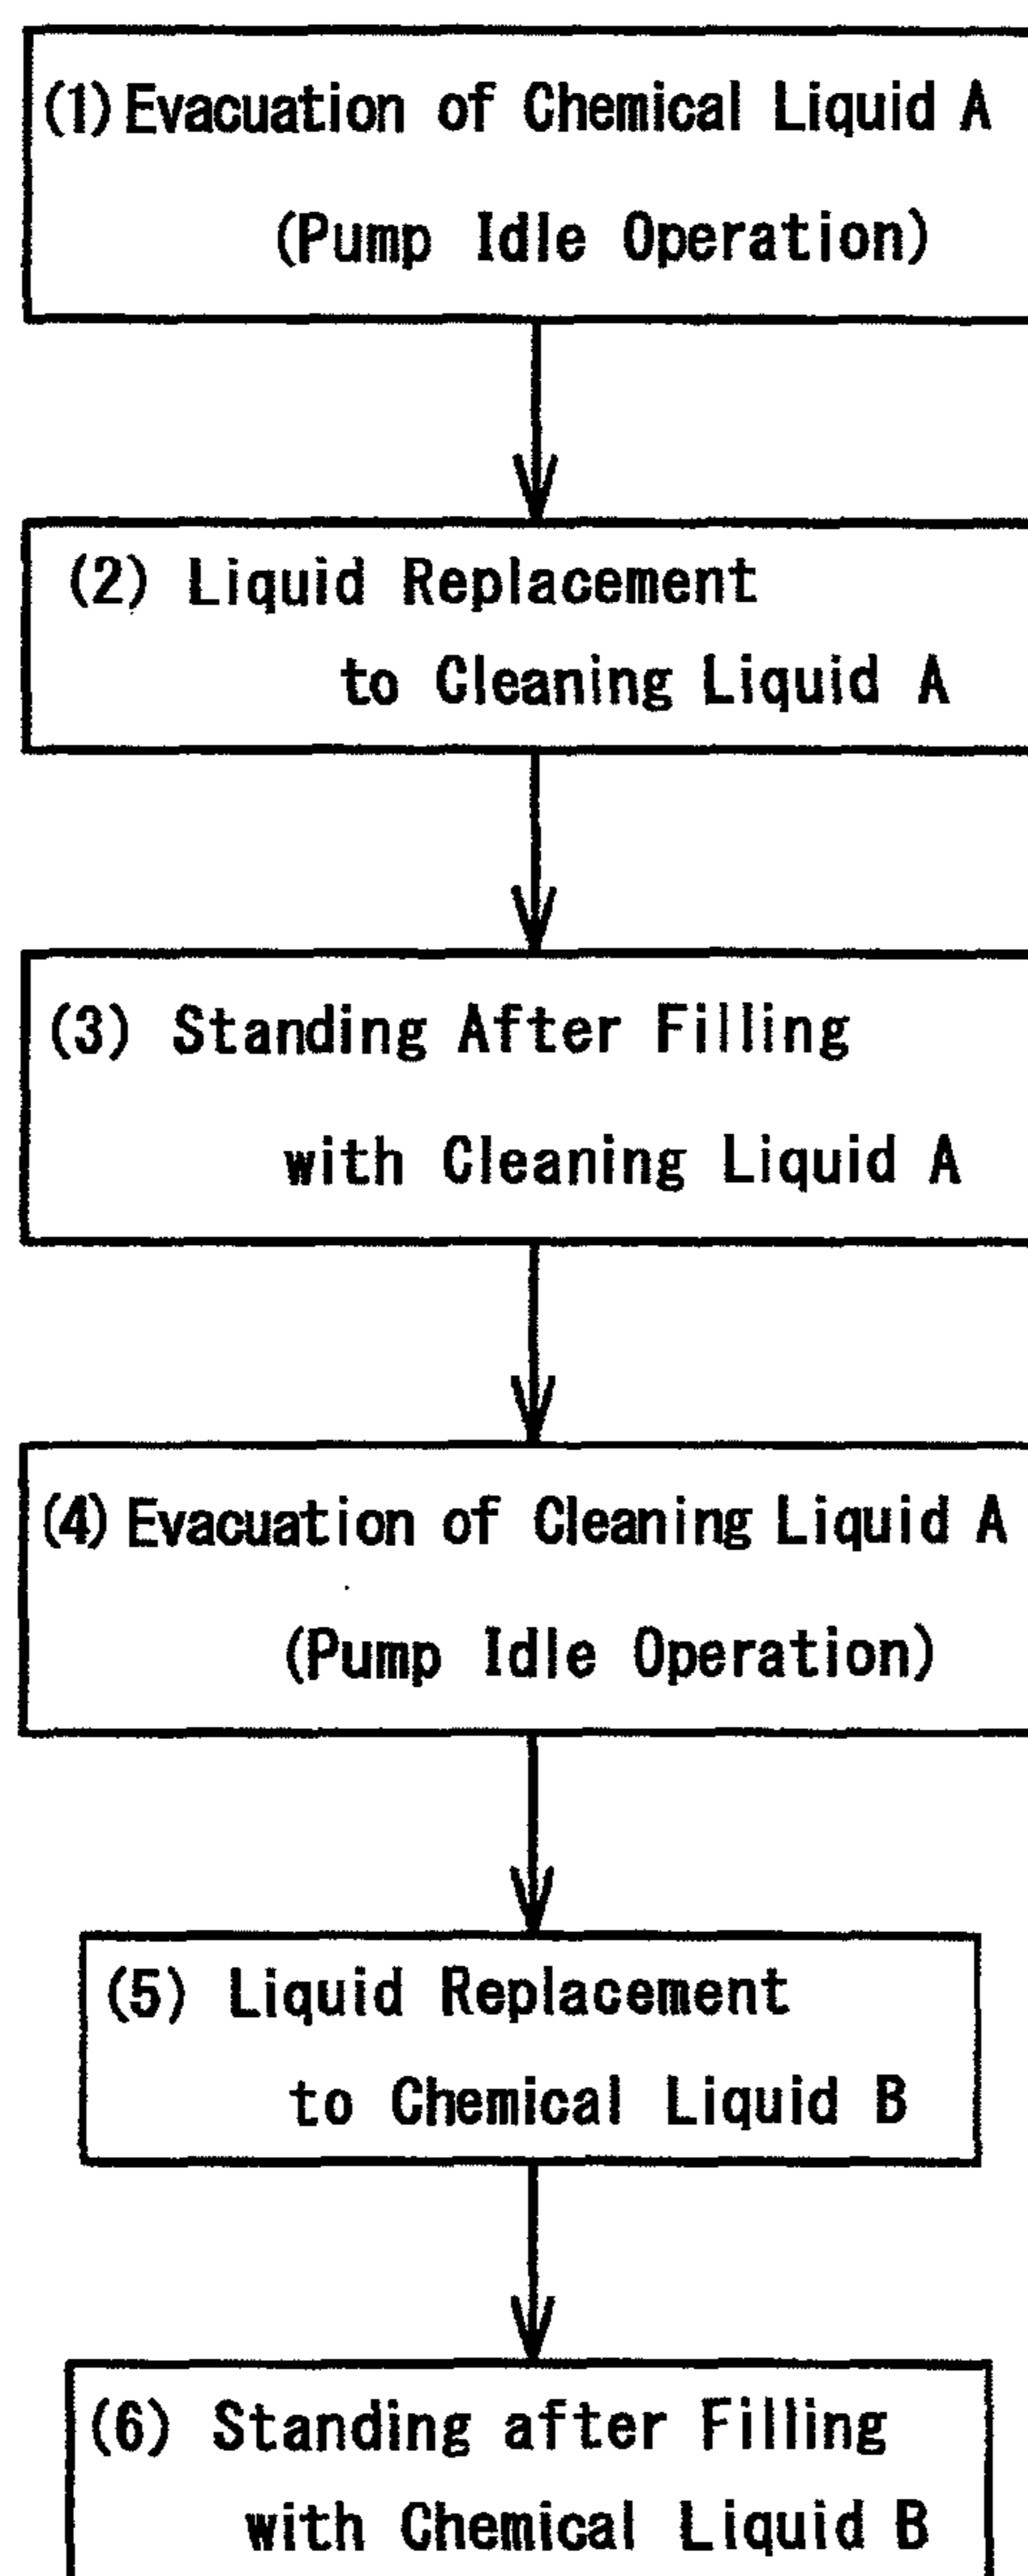 (1) Evacuation of Chemical Liquid A
(Pump Idle Operation)
(2) Liquid Replacement
to Cleaning Liquid A
(3) Standing After Filling
with Cleaning Liquid A
(4) Evacuation of Cleaning Liquid A
(Pump Idle Operation)
(5) Liquid Replacement
to Chemical Liquid B
(6) Standing after Filling
with Chemical Liquid B